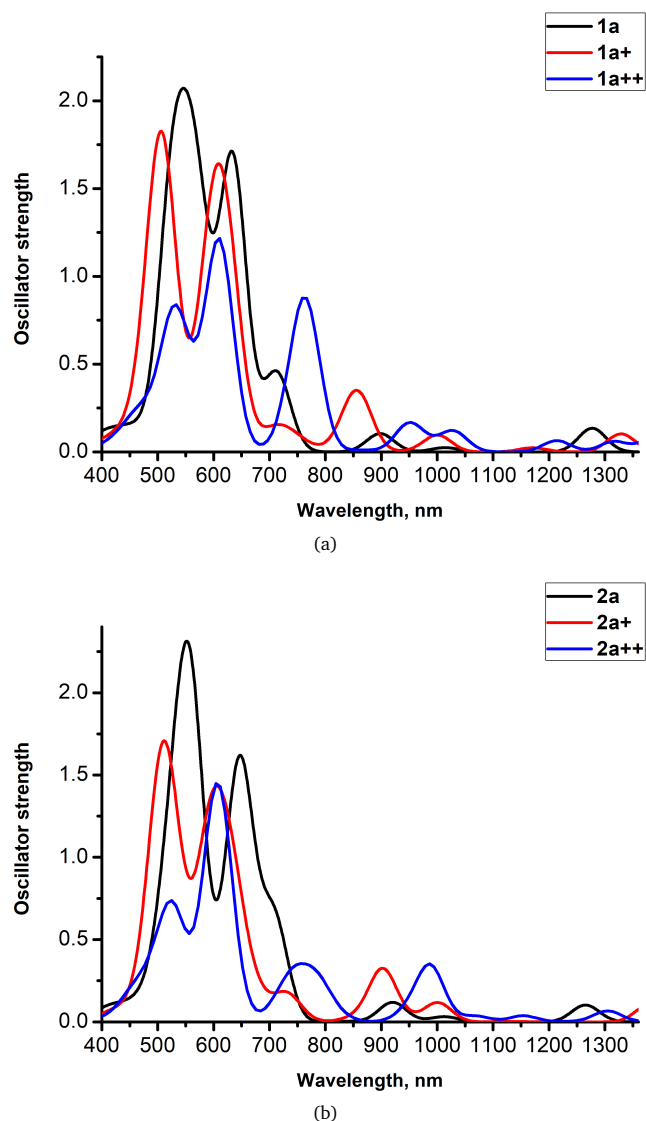 1a
1a+
1a++
2.0
1.5
1.0
0.5
0.0
Oscillator strength
400 500 600 700 800 900 1000 1100 1200 1300
Wavelength, nm
(a)
2a
2a+
2a++
2.0
1.5
1.0
0.5
0.0
Oscillator strength
400 500 600 700 800 900 1000 1100 1200 1300
Wavelength, nm
(b)